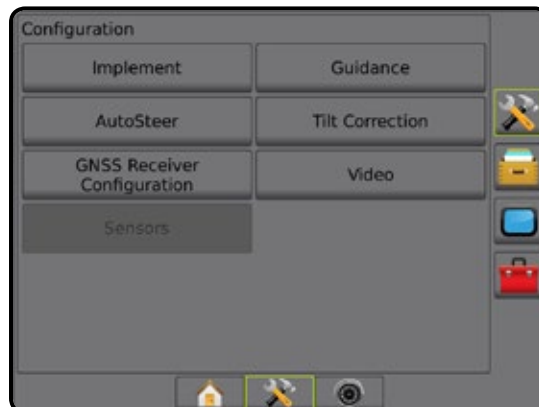 Configuration
Implement
Guidance
AutoSteer
Tilt Correction
GNSS Receiver
Configuration
Video
Sensors